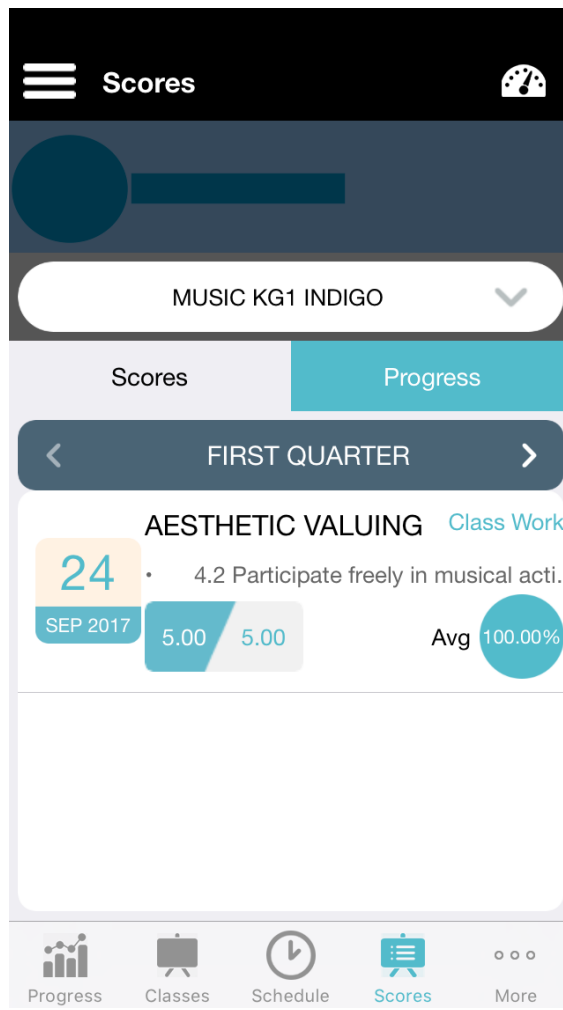 Scores
MUSIC KG1 INDIGO
Scores
Progress
FIRST QUARTER
AESTHETIC VALUING
Class Work
24
SEP 2017
• 4.2 Participate freely in musical acti.
5.00
5.00
Avg
100.00%
Progress
Classes
Schedule
Scores
More